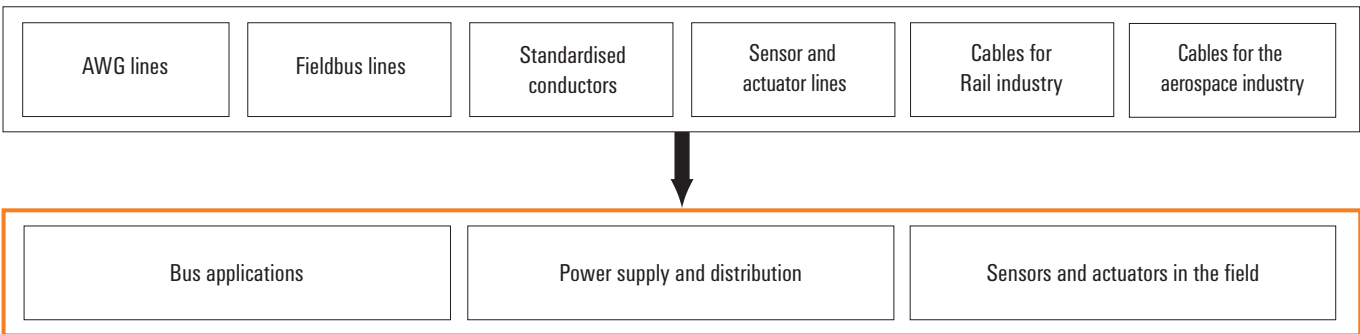 AWG lines
Fieldbus lines
Standardised
conductors
Sensor and
actuator lines
Cables for
Rail industry
Cables for the
aerospace industry
Bus applications
Power supply and distribution
Sensors and actuators in the field